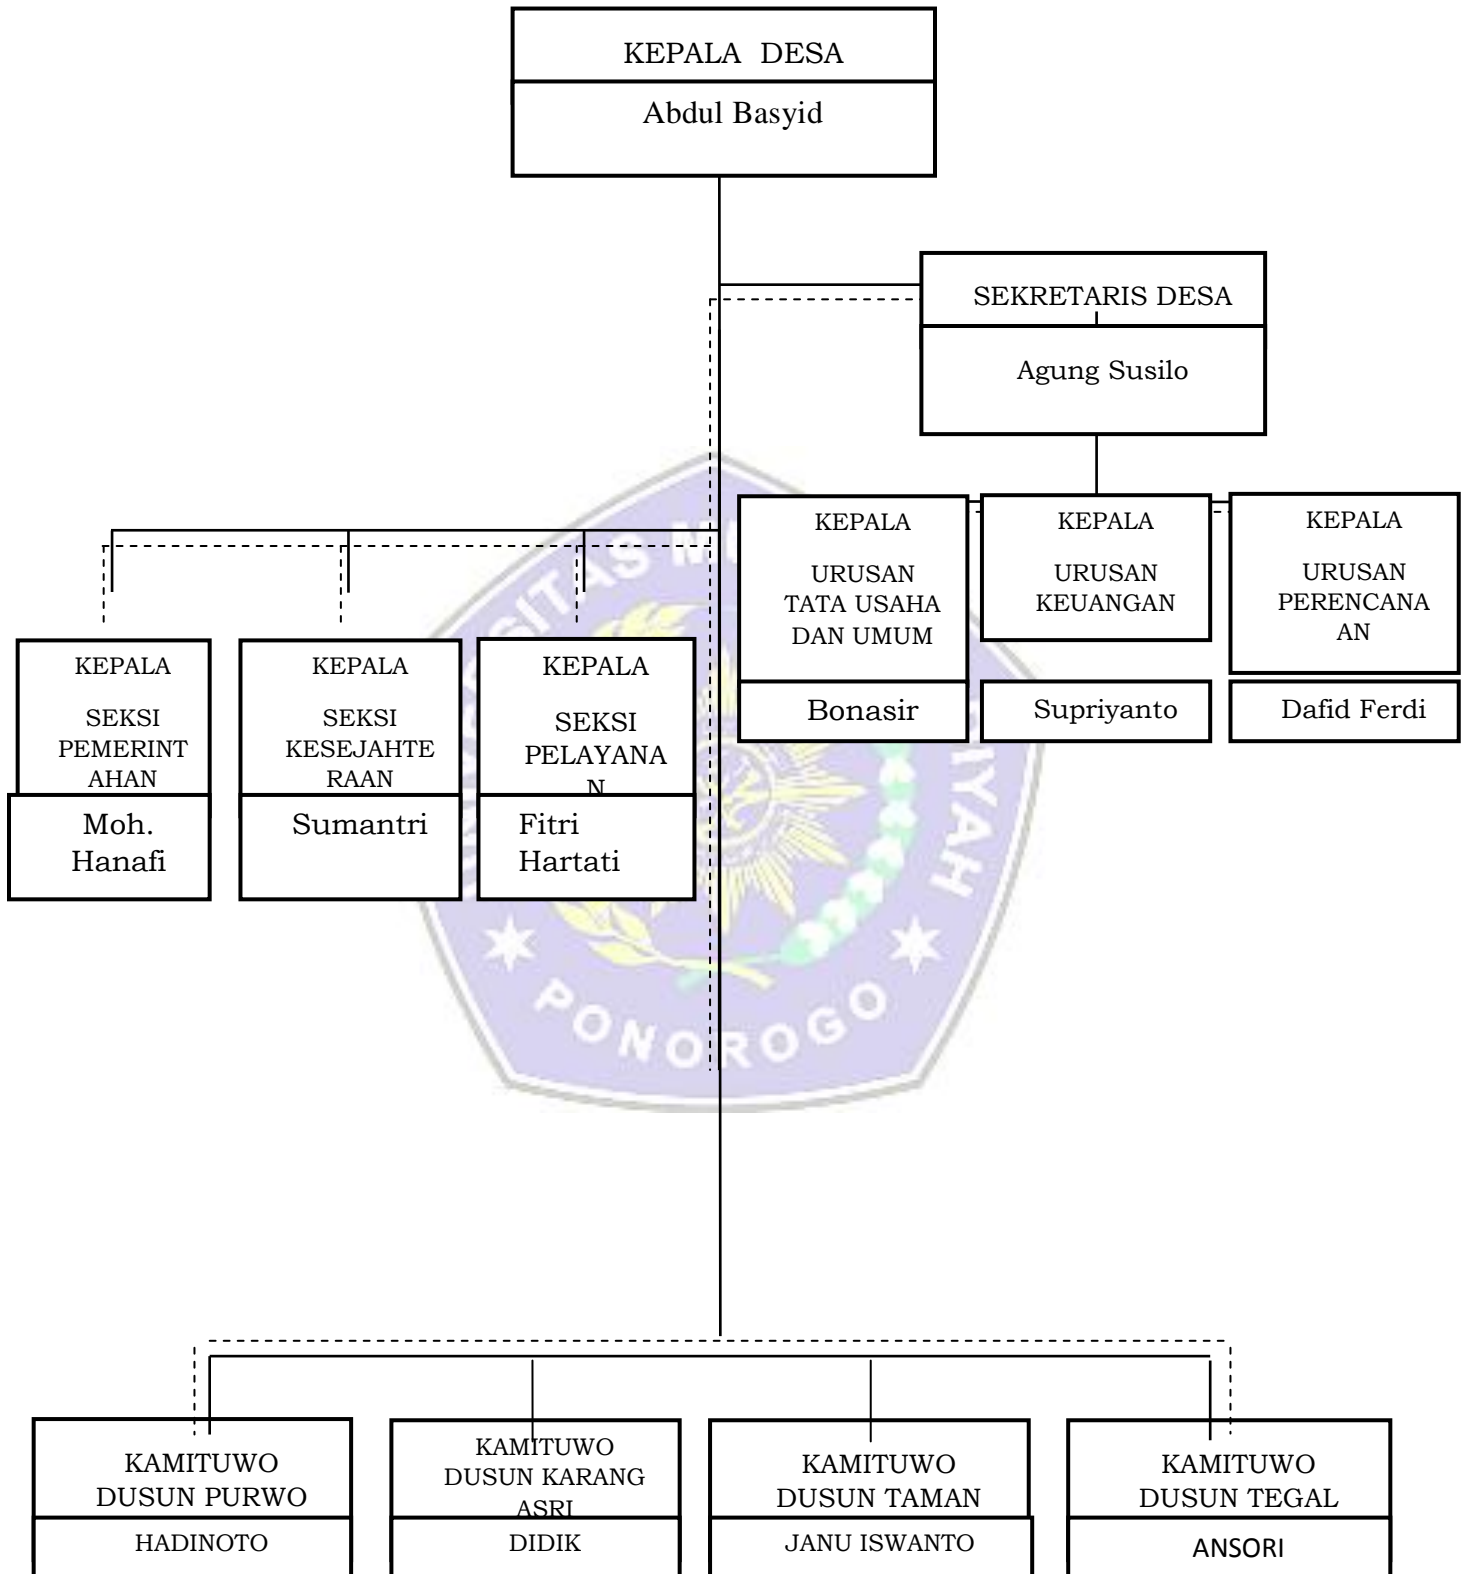 KEPALA DESA
Abdul Basyid
SEKRETARIS DESA
Agung Susilo
KEPALA
URUSAN
TATA USAHA
DAN UMUM
Bonasir
KEPALA
URUSAN
KEUANGAN
Supriyanto
KEPALA
URUSAN
PERENCANA
AN
Dafid Ferdi
KEPALA
SEKSI
PEMERINT
AHAN
Moh.
Hanafi
KEPALA
SEKSI
KESEJAHTE
RAAN
Sumantri
KEPALA
SEKSI
PELAYANA
N
Fitri
Hartati
PONOROGO
KAMITUWO
DUSUN PURWO
HADINOTO
KAMITUWO
DUSUN KARANG
ASRI
DIDIK
KAMITUWO
DUSUN TAMAN
JANU ISWANTO
KAMITUWO
DUSUN TEGAL
ANSORI